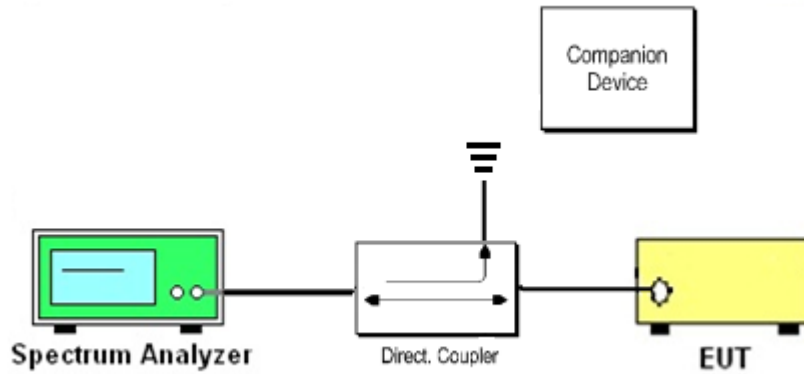 Companion
Device
Spectrum Analyzer
Direct. Coupler
EUT